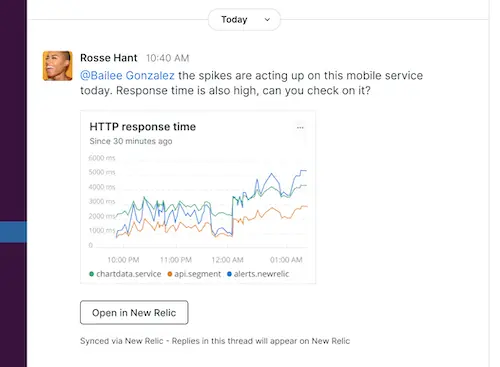 Today
Rosse Hant 10:40 AM
@Bailee Gonzalez the spikes are acting up on this mobile service
today. Response time is also high, can you check on it?
HTTP response time
...
Since 30 minutes ago
6000 ms
5000 ms
4000 ms
3000 ms
2000 ms
1000 ms
0
10:00 PM 11:00 PM 12:00 AM 01:00 AM
chartdata.service api.segment alerts.newrelic
Open in New Relic
Synced via New Relic - Replies in this thread will appear on New Relic